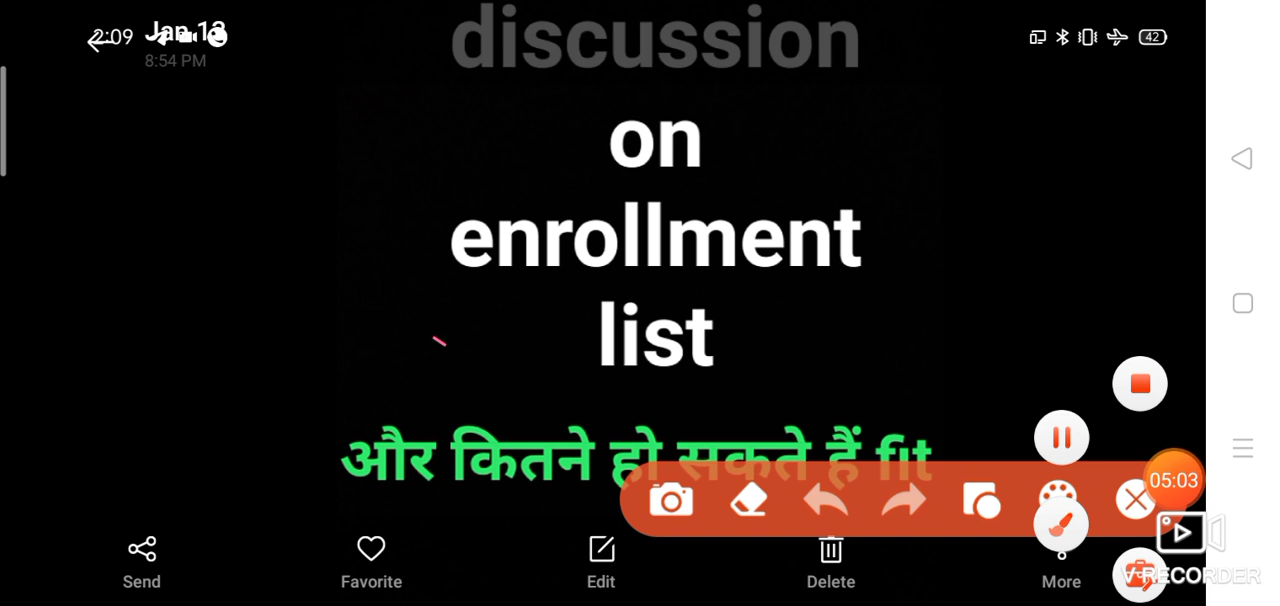 2:09
Jan 13
8:54 PM
42
discussion
on
enrollment
list
और कितने हो सकते हैं fit
05:03
Send
Favorite
Edit
Delete
More
V-RECORDER